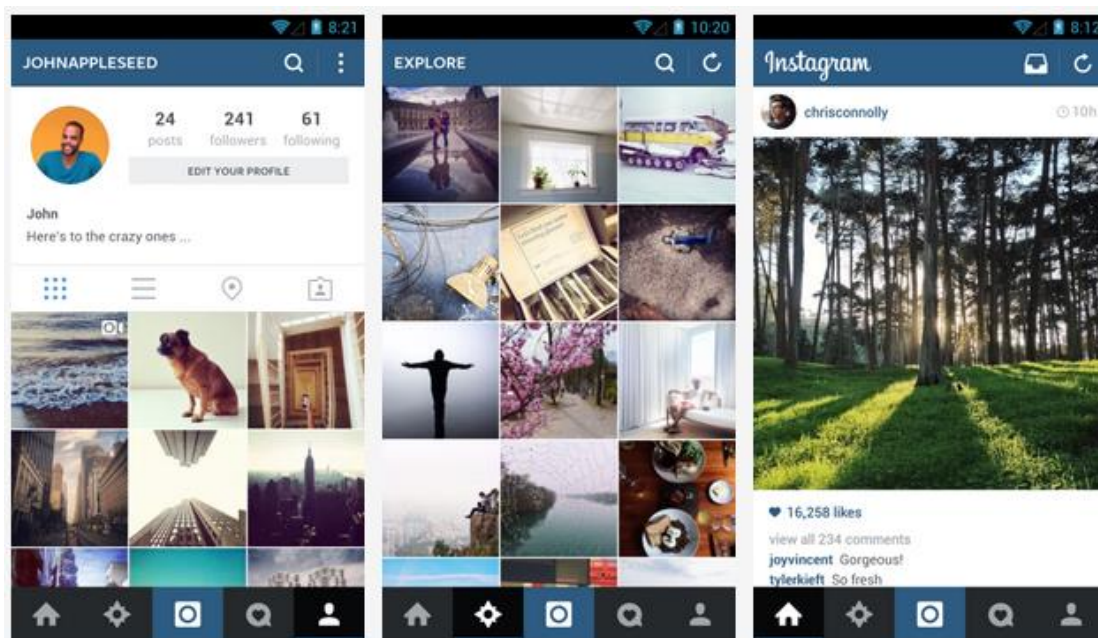 8:21
JOHNAPPLESEED
24 241 61
posts followers following
EDIT YOUR PROFILE
John
Here's to the crazy ones ...
10:20
EXPLORE
8:12
Instagram
chrisconnolly 10h
16,258 likes
view all 234 comments
joyvincent Gorgeous!
tylerkieft So fresh